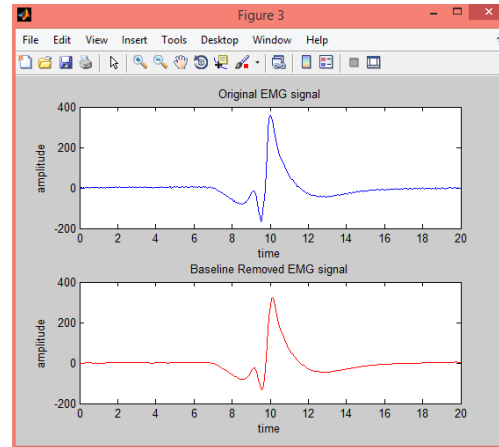 Figure 3
File Edit View Insert Tools Desktop Window Help
Original EMG signal
400
200
0
-200
amplitude
0 2 4 6 8 10 12 14 16 18 20
time
Baseline Removed EMG signal
400
200
0
-200
amplitude
0 2 4 6 8 10 12 14 16 18 20
time